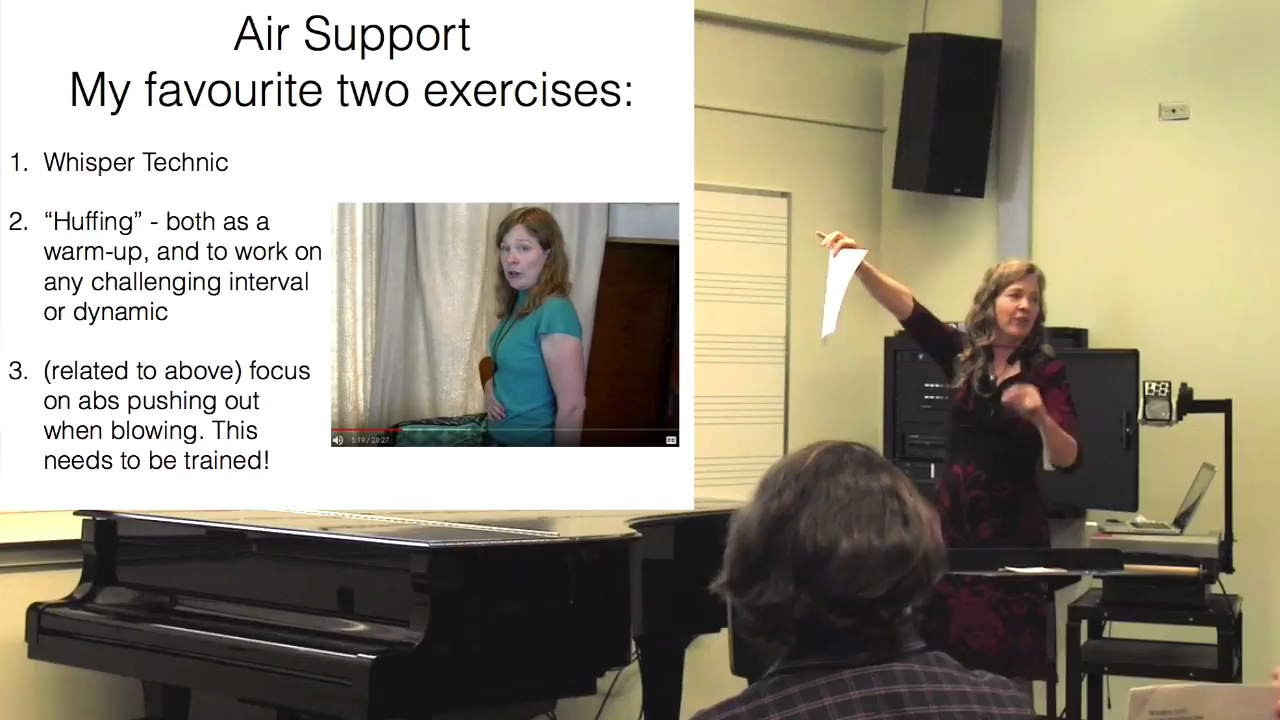 Air Support
My favourite two exercises:
1. Whisper Technic
2. “Huffing” - both as a
warm-up, and to work on
any challenging interval
or dynamic
3. (related to above) focus
on abs pushing out
when blowing. This
needs to be trained!
5:19 / 20:27